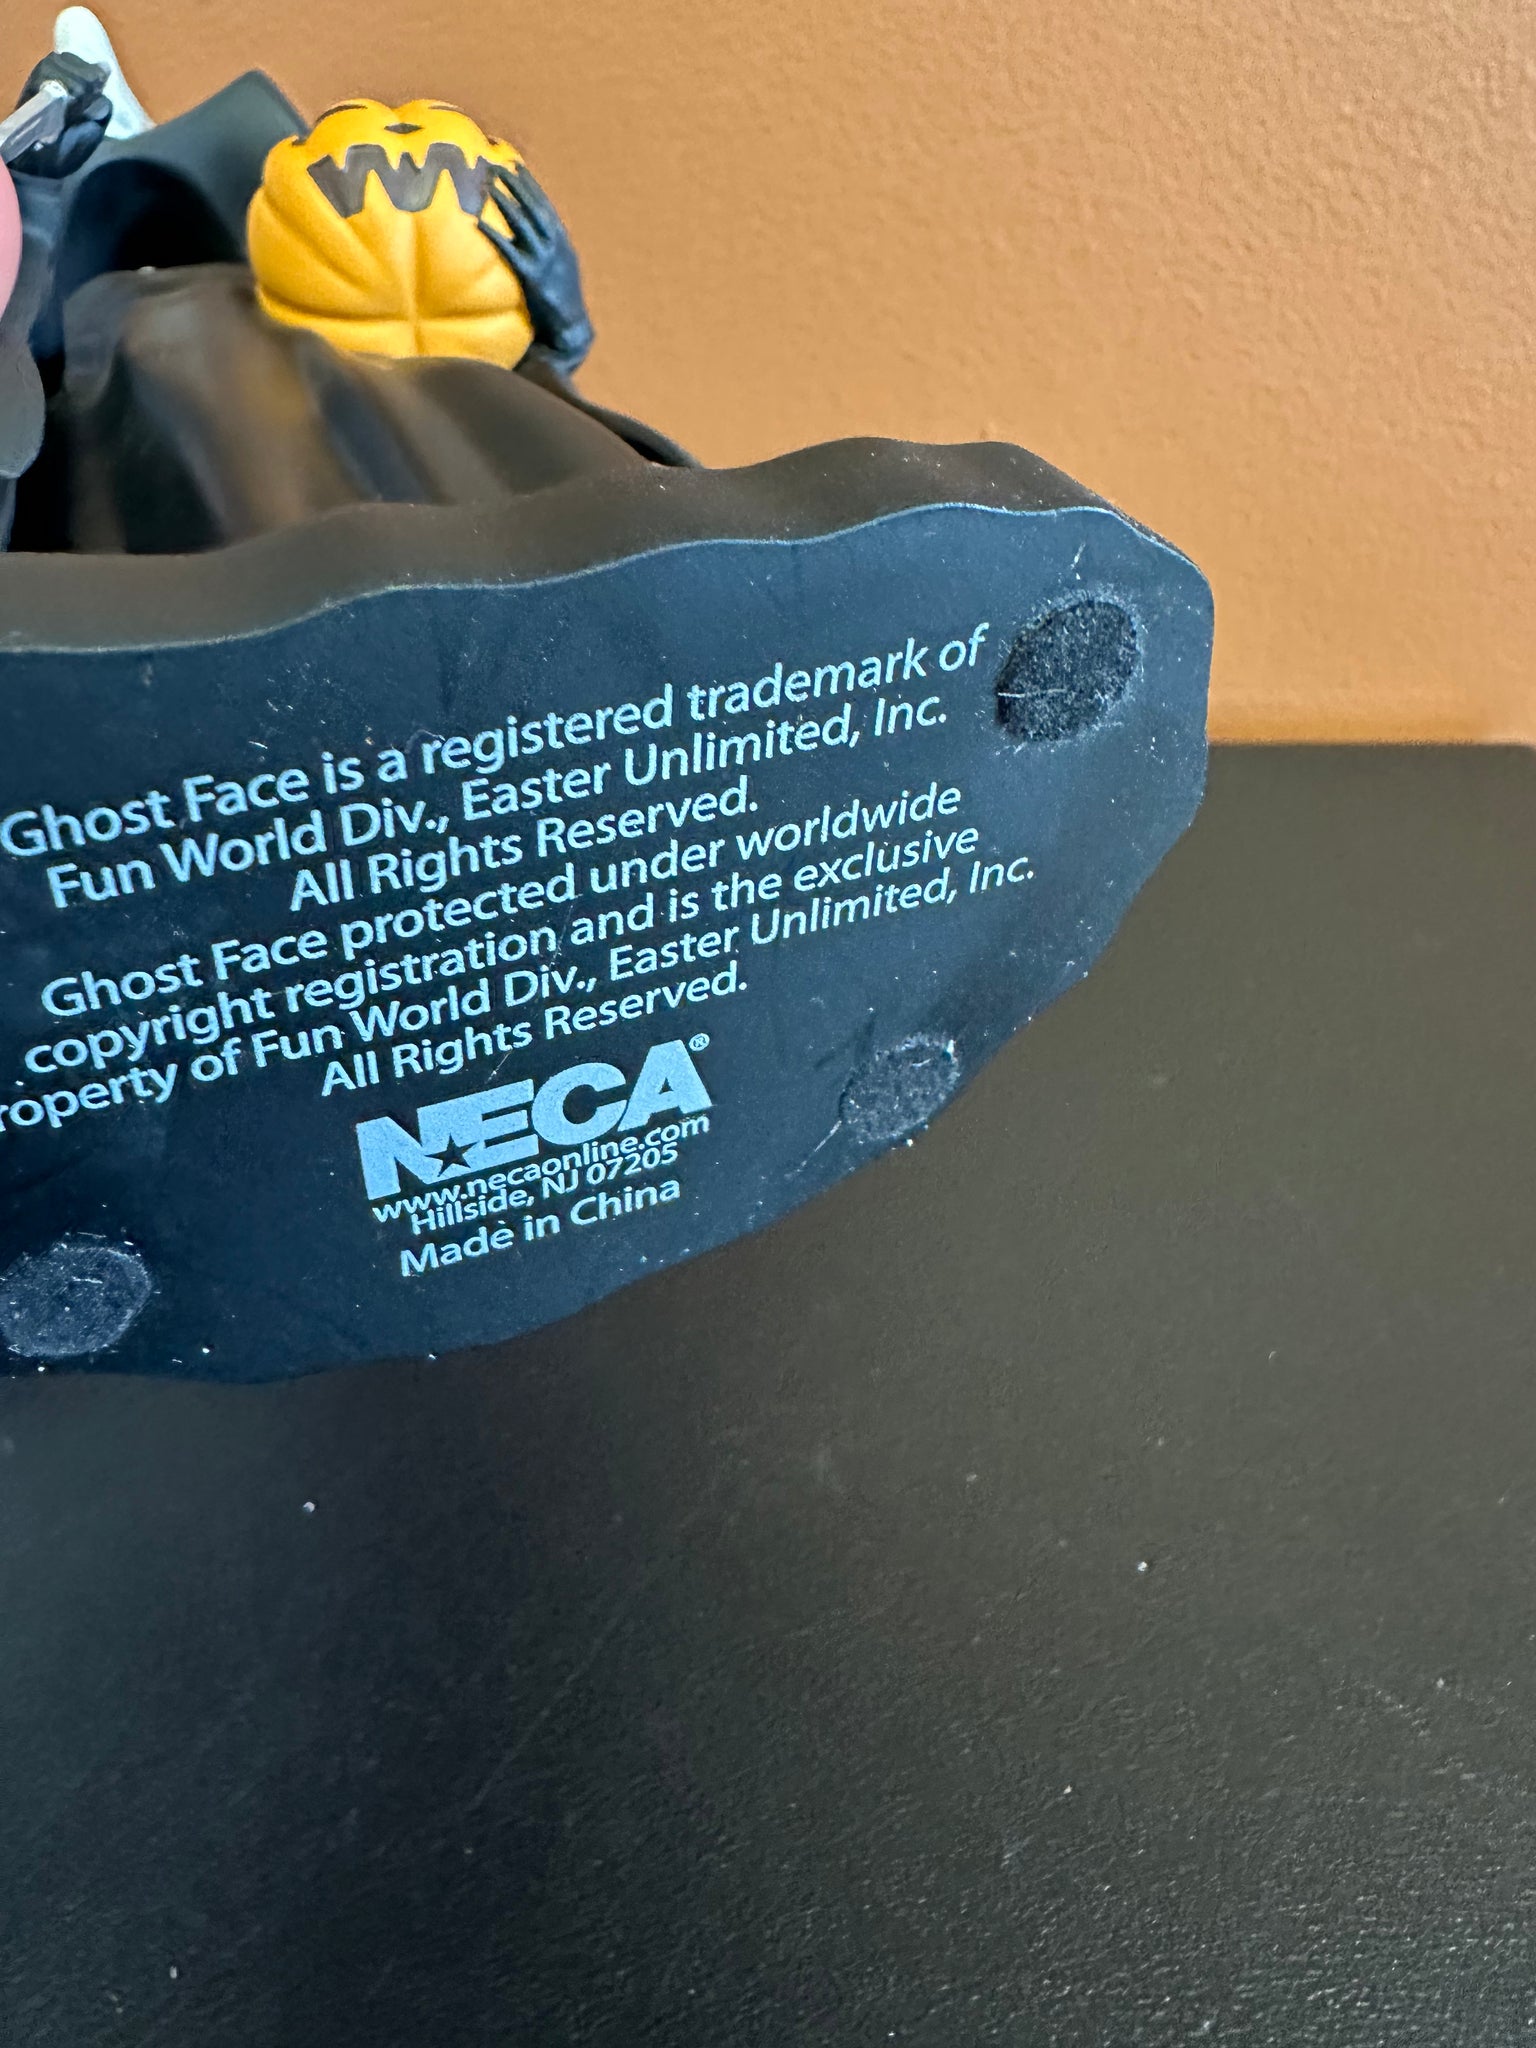 Ghost Face is a registered trademark of
Fun World Div., Easter Unlimited, Inc.
All Rights Reserved.
Ghost Face protected under worldwide
copyright registration and is the exclusive
roperty of Fun World Div., Easter Unlimited, Inc.
All Rights Reserved.
NECA®
www.necaonline.com
Hillside, NJ 07205
Made in China